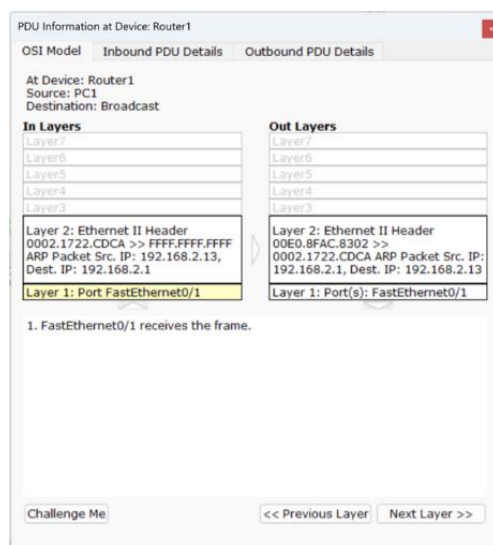 PDU Information at Device: Router1
OSI Model Inbound PDU Details Outbound PDU Details
At Device: Router1
Source: PC1
Destination: Broadcast
In Layers
Layer7
Layer6
Layer5
Layer4
Layer3
Layer 2: Ethernet II Header
0002.1722.CDCA >> FFFF.FFFF.FFFF
ARP Packet Src. IP: 192.168.2.13,
Dest. IP: 192.168.2.1
Layer 1: Port FastEthernet0/1
Out Layers
Layer7
Layer6
Layer5
Layer4
Layer3
Layer 2: Ethernet II Header
00E0.8FAC.8302 >>
0002.1722.CDCA ARP Packet Src. IP:
192.168.2.1, Dest. IP: 192.168.2.13
Layer 1: Port(s): FastEthernet0/1
1. FastEthernet0/1 receives the frame.
Challenge Me << Previous Layer Next Layer >>